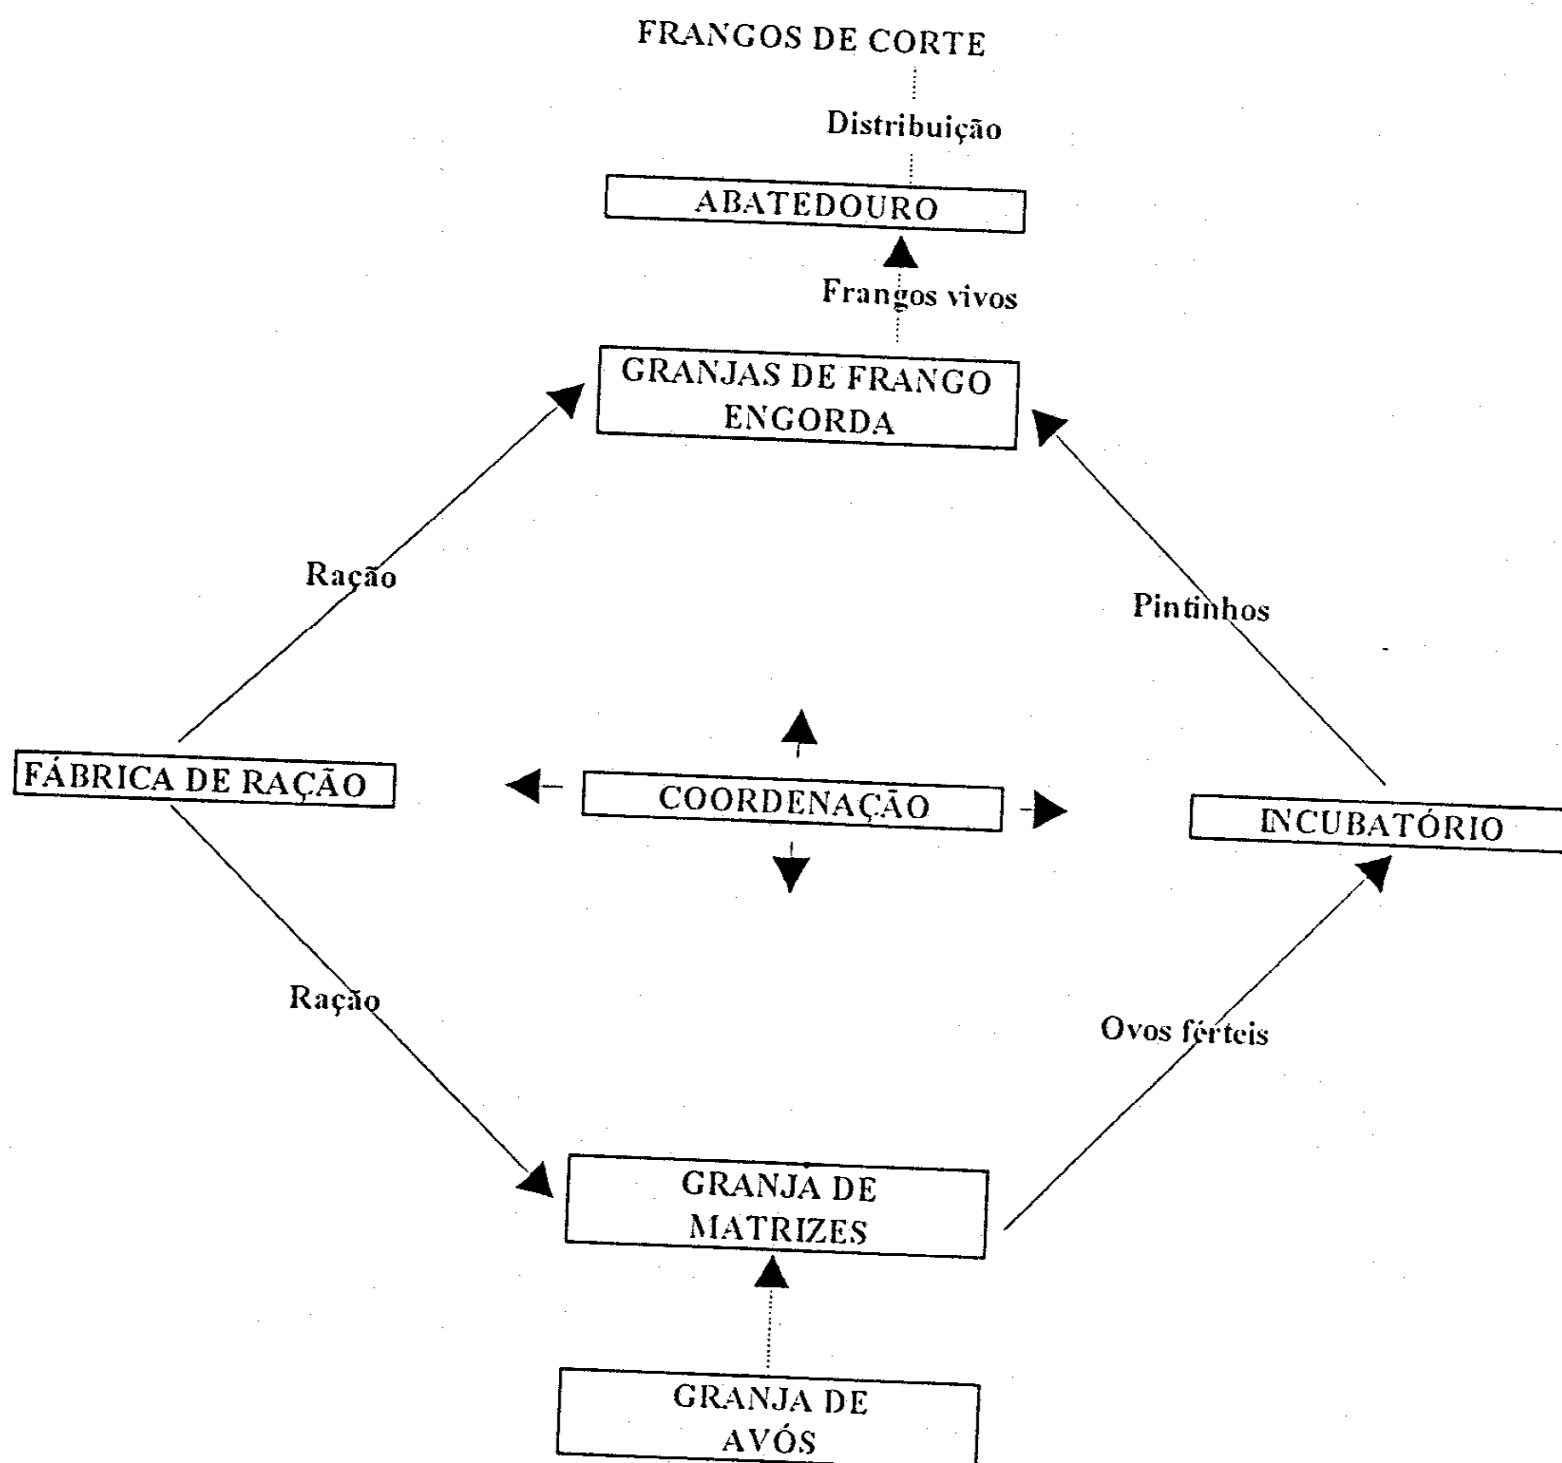 FRANGOS DE CORTE
Distribuição
ABATEDOURO
Frangos vivos
GRANJAS DE FRANGO
ENGORDA
Ração
Pintinhos
FÁBRICA DE RAÇÃO
COORDENAÇÃO
INCUBATÓRIO
Ração
Ovos férteis
GRANJA DE
MATRIZES
GRANJA DE
AVÓS